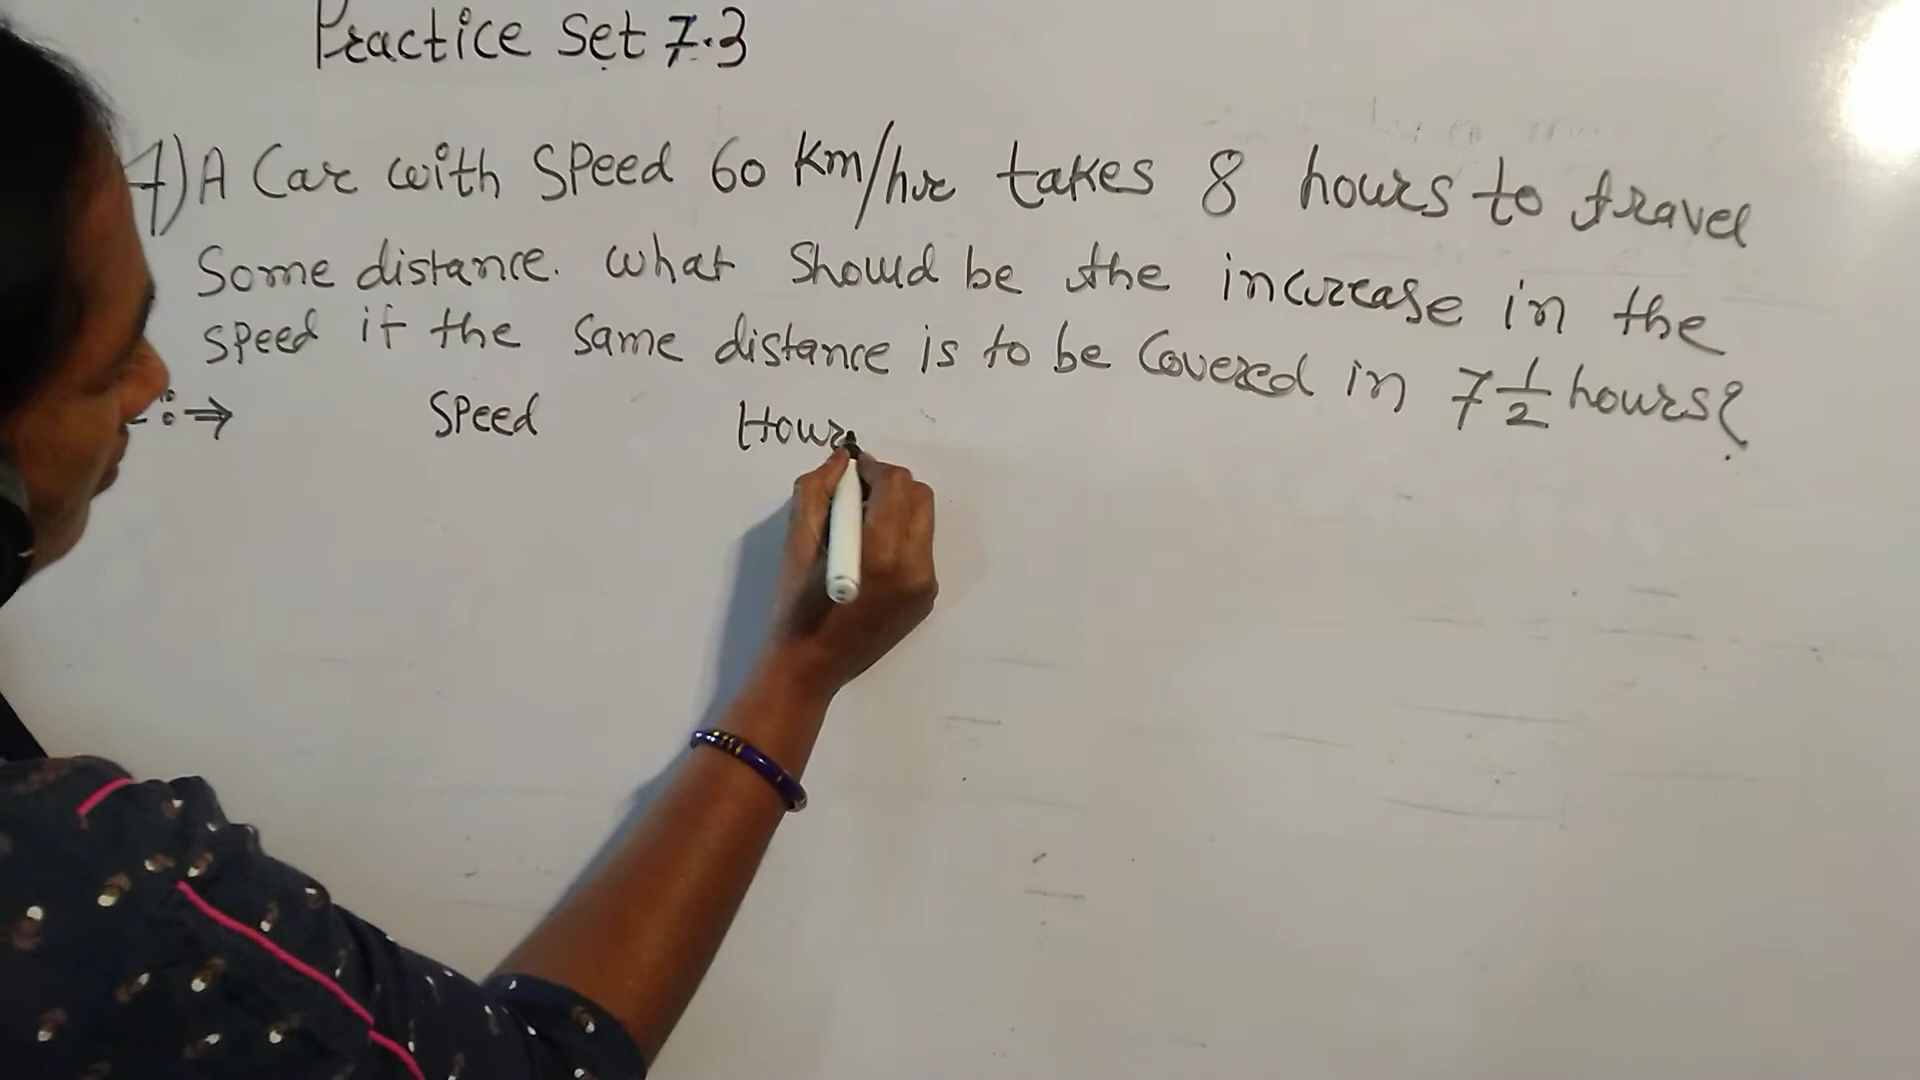 Practice Set 7.3
4) A Car with Speed 60 Km/hr takes 8 hours to travel
Some distance. What Should be the increase in the
Speed if the Same distance is to be Covered in 7 1/2 hours?
∴⇒ Speed Hour